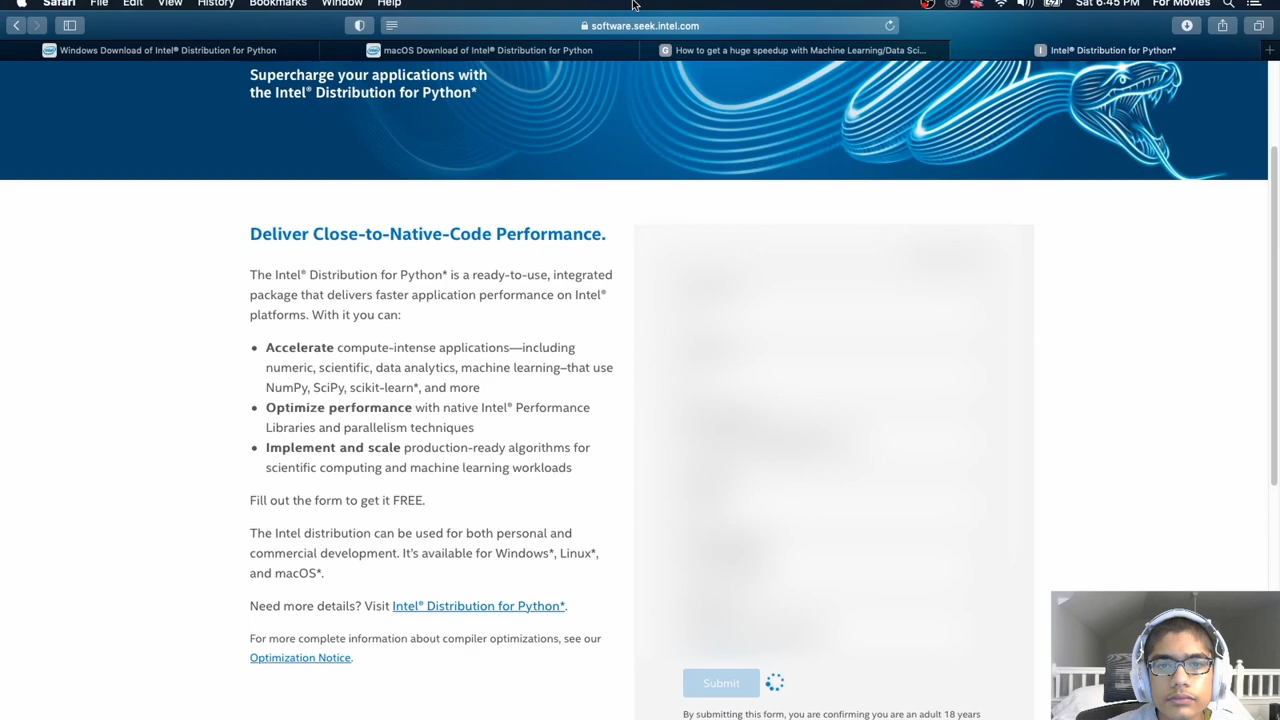 Safari File Edit View History Bookmarks Window Help Sat 6:45 PM For Movies
software.seek.intel.com
Windows Download of Intel® Distribution for Python
macOS Download of Intel® Distribution for Python
G How to get a huge speedup with Machine Learning/Data Sci...
I Intel® Distribution for Python*
Supercharge your applications with
the Intel® Distribution for Python*
Deliver Close-to-Native-Code Performance.
The Intel® Distribution for Python* is a ready-to-use, integrated
package that delivers faster application performance on Intel®
platforms. With it you can:
• Accelerate compute-intense applications—including
numeric, scientific, data analytics, machine learning–that use
NumPy, SciPy, scikit-learn*, and more
• Optimize performance with native Intel® Performance
Libraries and parallelism techniques
• Implement and scale production-ready algorithms for
scientific computing and machine learning workloads
Fill out the form to get it FREE.
The Intel distribution can be used for both personal and
commercial development. It's available for Windows*, Linux*,
and macOS*.
Need more details? Visit Intel® Distribution for Python*.
For more complete information about compiler optimizations, see our
Optimization Notice.
Submit
By submitting this form, you are confirming you are an adult 18 years